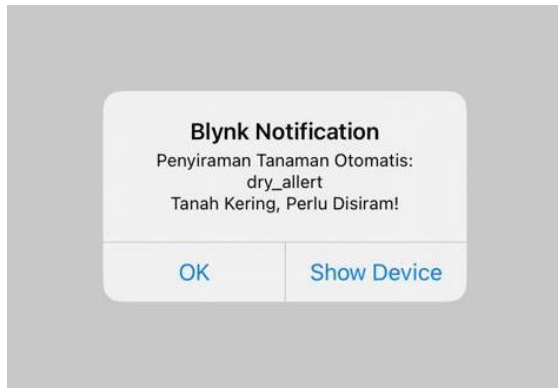 Blynk Notification
Penyiraman Tanaman Otomatis:
dry_allert
Tanah Kering, Perlu Disiram!
OK
Show Device